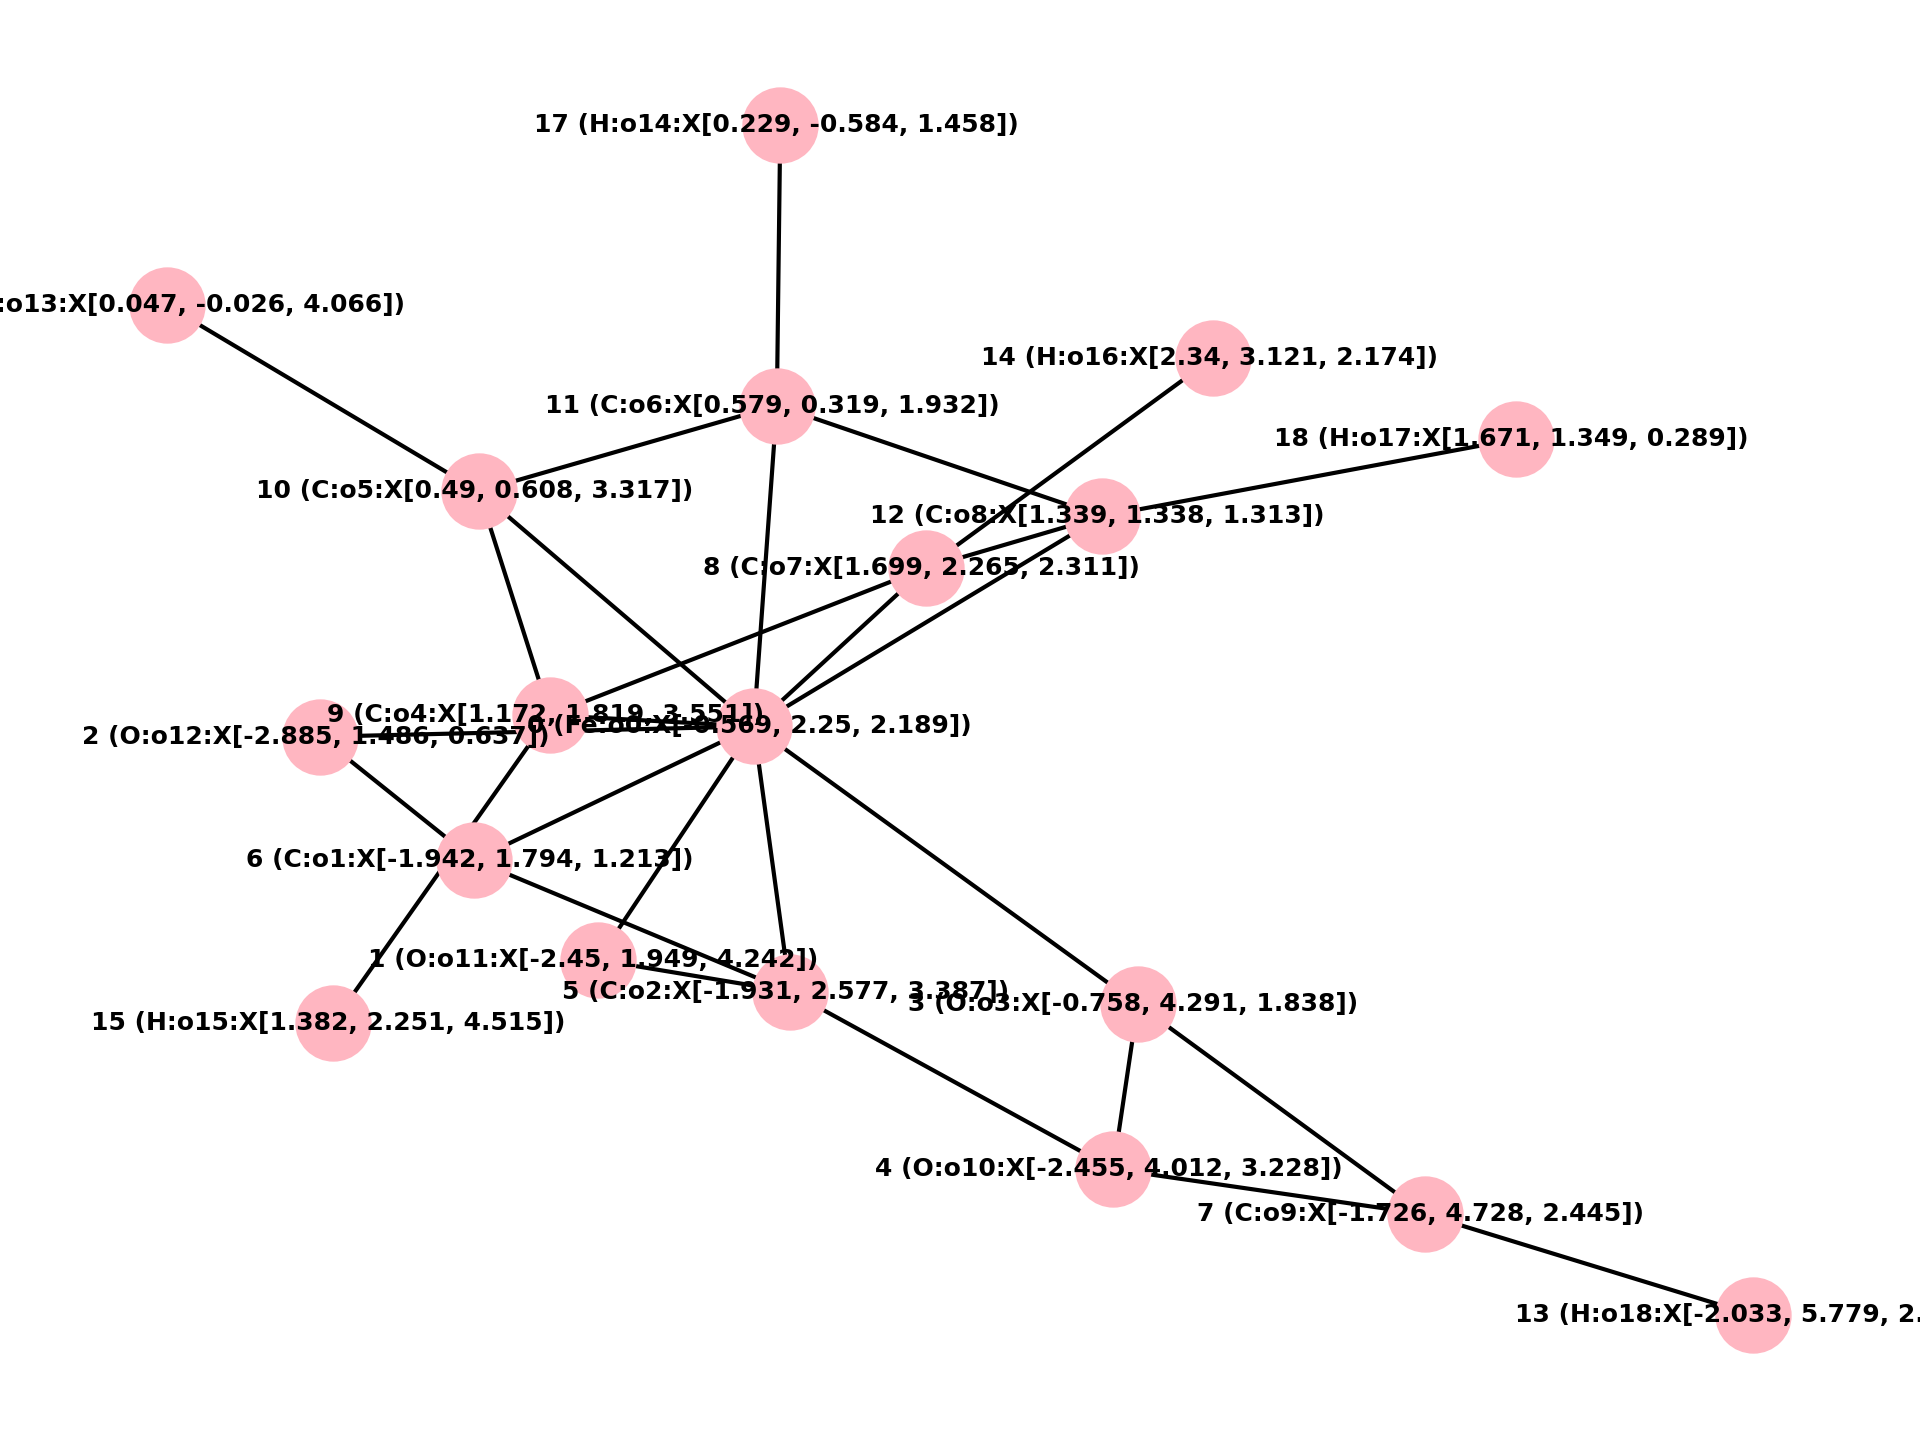 17 (H:o14:X[0.229, -0.584, 1.458])
:o13:X[0.047, -0.026, 4.066])
14 (H:o16:X[2.34, 3.121, 2.174])
11 (C:o6:X[0.579, 0.319, 1.932])
18 (H:o17:X[1.671, 1.349, 0.289])
10 (C:o5:X[0.49, 0.608, 3.317])
12 (C:o8:X[1.339, 1.338, 1.313])
8 (C:o7:X[1.699, 2.265, 2.311])
9 (C:o4:X[1.172, 1.819, 3.551])
0 (Fe:o0:X[-0.569, 2.25, 2.189])
2 (O:o12:X[-2.885, 1.486, 0.637])
6 (C:o1:X[-1.942, 1.794, 1.213])
1 (O:o11:X[-2.45, 1.949, 4.242])
5 (C:o2:X[-1.931, 2.577, 3.387])
3 (O:o3:X[-0.758, 4.291, 1.838])
15 (H:o15:X[1.382, 2.251, 4.515])
4 (O:o10:X[-2.455, 4.012, 3.228])
7 (C:o9:X[-1.726, 4.728, 2.445])
13 (H:o18:X[-2.033, 5.779, 2.